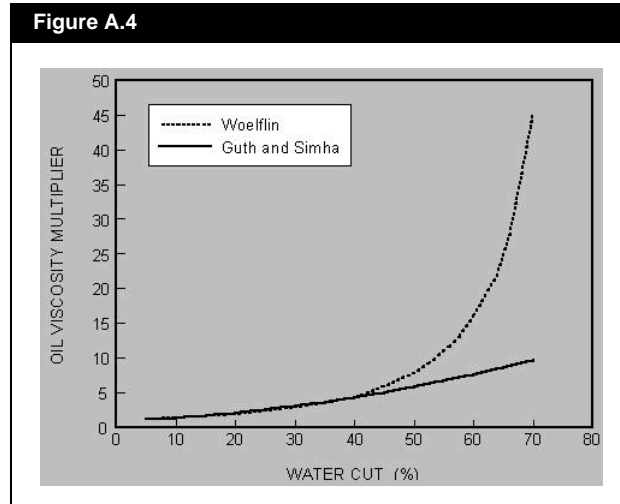 Figure A.4
50
45
40
35
30
25
20
15
10
5
0
Woelflin
Guth and Simha
OIL VISCOSITY MULTIPLIER
0 10 20 30 40 50 60 70 80
WATER CUT (%)